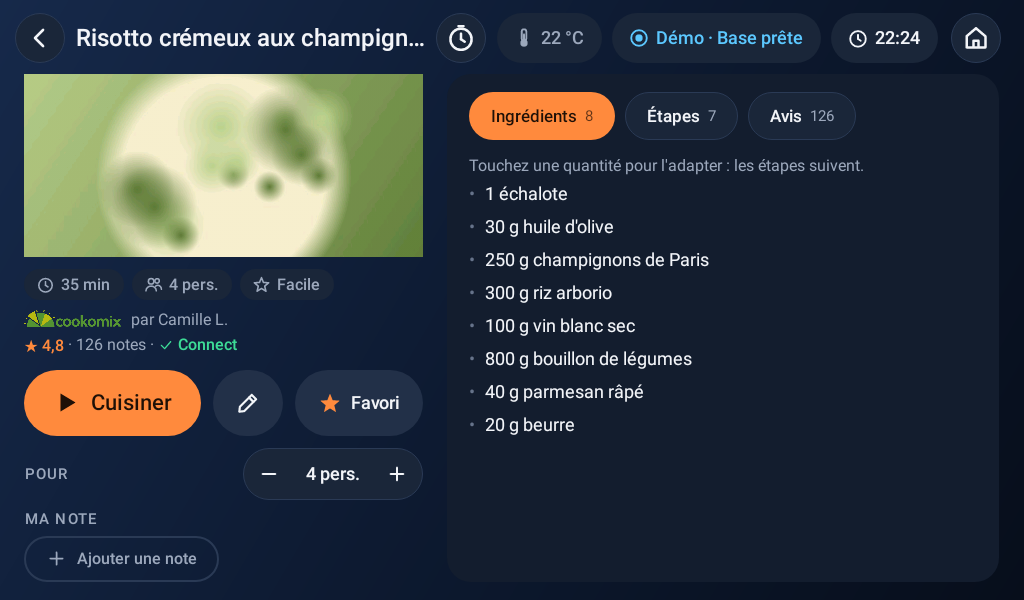 Risotto crémeux aux champign...
22 °C
Démo · Base prête
22:24
35 min
4 pers.
Facile
cookomix par Camille L.
4,8 · 126 notes · Connect
Cuisiner
Favori
POUR
4 pers.
MA NOTE
Ajouter une note
Ingrédients 8
Étapes 7
Avis 126
Touchez une quantité pour l'adapter : les étapes suivent.
• 1 échalote
• 30 g huile d'olive
• 250 g champignons de Paris
• 300 g riz arborio
• 100 g vin blanc sec
• 800 g bouillon de légumes
• 40 g parmesan râpé
• 20 g beurre